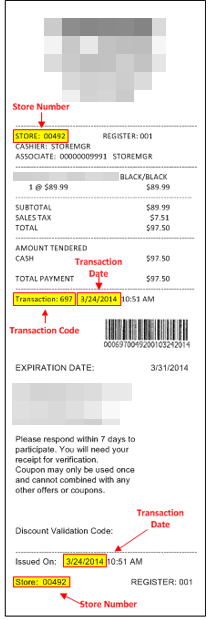 Store Number
STORE: 00492 REGISTER: 001
CASHIER: STOREMGR
ASSOCIATE: 00000009991 STOREMGR
BLACK/BLACK
1 @ $89.99 $89.99
SUBTOTAL $89.99
SALES TAX $7.51
TOTAL $97.50
AMOUNT TENDERED
CASH $97.50
Transaction
Date
TOTAL PAYMENT $97.50
Transaction: 697 3/24/2014 10:51 AM
Transaction Code
0006970049200103242014
EXPIRATION DATE: 3/31/2014
Please respond within 7 days to
participate. You will need your
receipt for verification.
Coupon may only be used once
and cannot combined with any
other offers or coupons.
Transaction
Date
Discount Validation Code:
Issued On: 3/24/2014 10:51 AM
Store: 00492 REGISTER: 001
Store Number